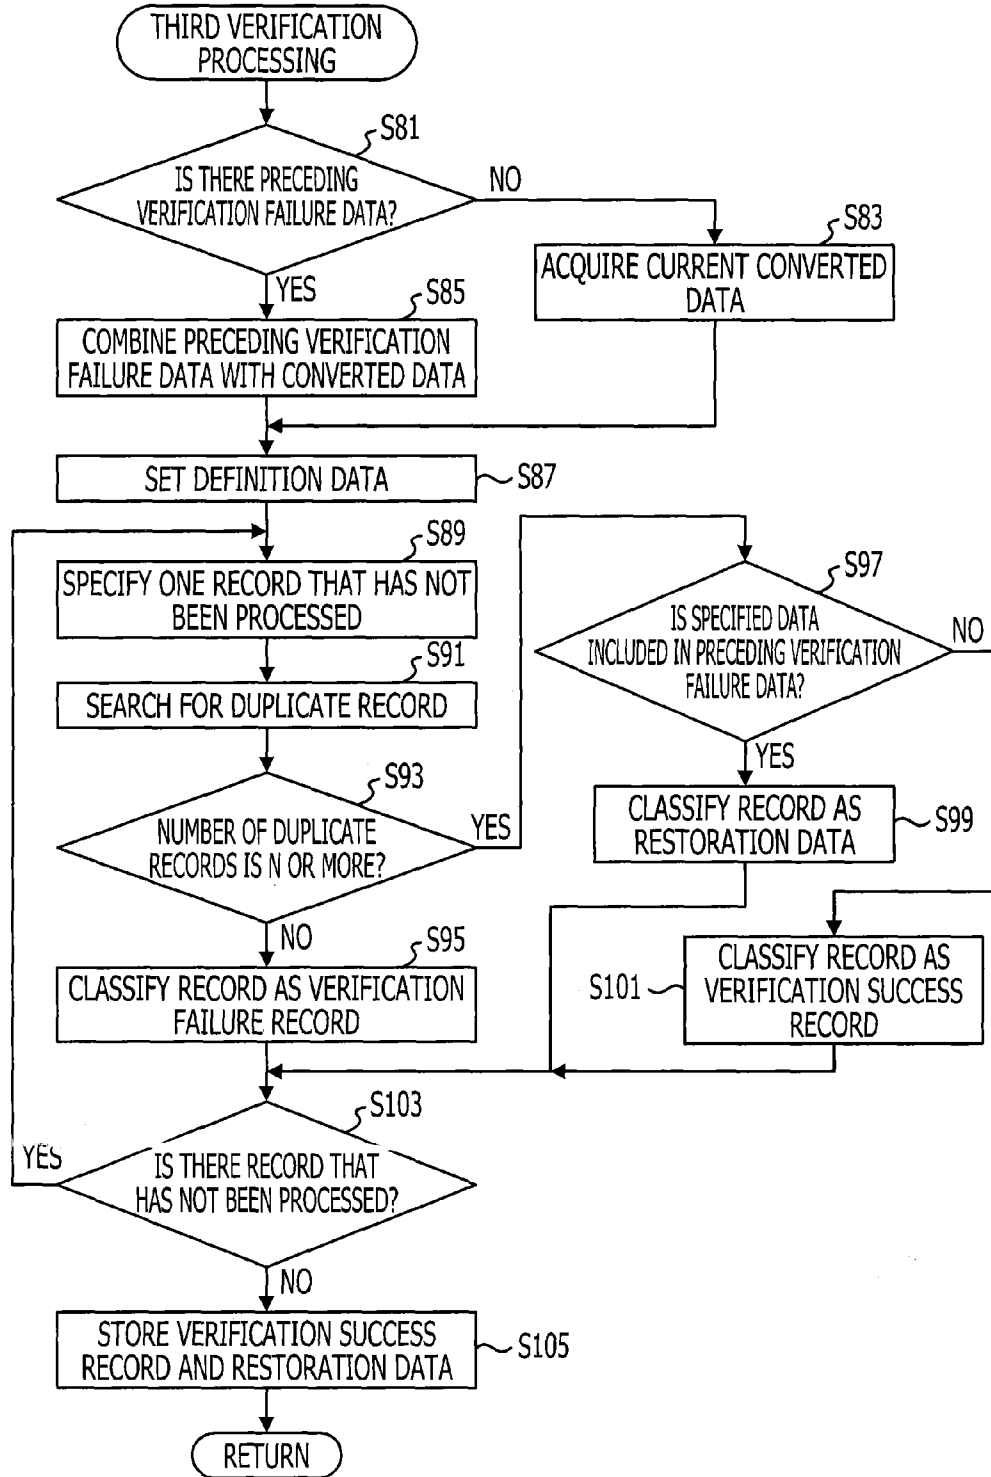 THIRD VERIFICATION
PROCESSING
S81
IS THERE PRECEDING
VERIFICATION FAILURE DATA?
NO
YES
S83
ACQUIRE CURRENT CONVERTED
DATA
S85
COMBINE PRECEDING VERIFICATION
FAILURE DATA WITH CONVERTED DATA
SET DEFINITION DATA
S87
S89
SPECIFY ONE RECORD THAT HAS NOT
BEEN PROCESSED
S91
SEARCH FOR DUPLICATE RECORD
S93
NUMBER OF DUPLICATE
RECORDS IS N OR MORE?
YES
NO
S95
CLASSIFY RECORD AS VERIFICATION
FAILURE RECORD
S97
IS SPECIFIED DATA
INCLUDED IN PRECEDING VERIFICATION
FAILURE DATA?
NO
YES
CLASSIFY RECORD AS
RESTORATION DATA
S99
S101
CLASSIFY RECORD AS
VERIFICATION SUCCESS
RECORD
S103
YES
IS THERE RECORD THAT
HAS NOT BEEN PROCESSED?
NO
STORE VERIFICATION SUCCESS
RECORD AND RESTORATION DATA
S105
RETURN